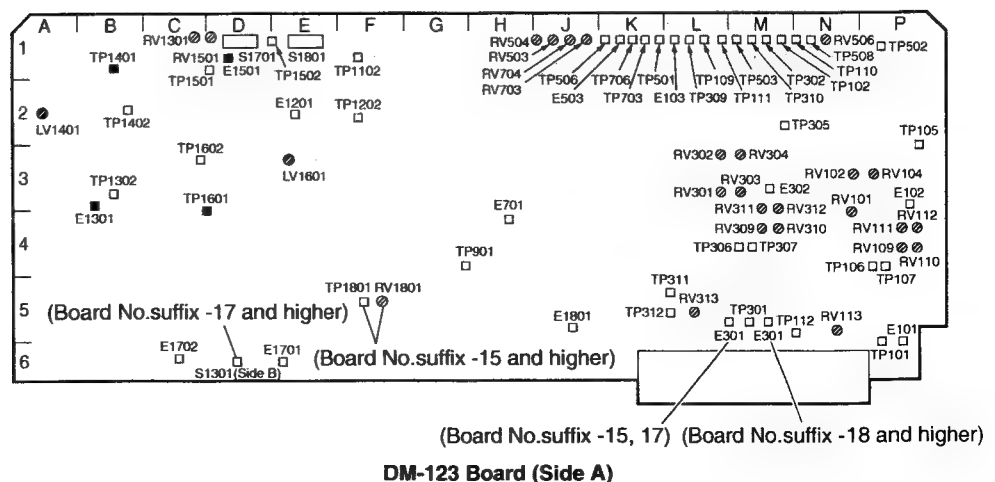 A B C D E F G H J K L M N P
1
RV1301
S1701 S1801
RV504
RV506
TP502
TP1401
RV1501
E1501
TP1502
TP1102
RV503
TP508
TP1501
RV704
TP506 TP706 TP501 TP109 TP503 TP302
TP110
RV703
E503 TP703 E103 TP309 TP111 TP310
TP102
2
LV1401
TP1402
E1201
TP1202
TP305
TP105
TP1602
RV302 RV304
3
LV1601
RV102 RV104
TP1302
TP1601
RV303
RV301
E302
RV101
E102
E1301
E701
RV311 RV312
RV112
RV309 RV310
RV111
4
TP901
TP306 TP307
RV109
RV110
TP106
TP107
TP311
5
TP1801 RV1801
TP312
RV313
(Board No.suffix -17 and higher)
E1801
TP301
TP112
RV113
E101
E301 E301
TP101
6
E1702
E1701
(Board No.suffix -15 and higher)
S1301(Side B)
(Board No.suffix -15, 17) (Board No.suffix -18 and higher)
DM-123 Board (Side A)